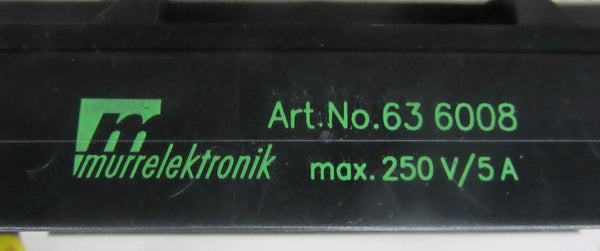 Art.No.63 6008
murrelektronik
max. 250 V/5 A